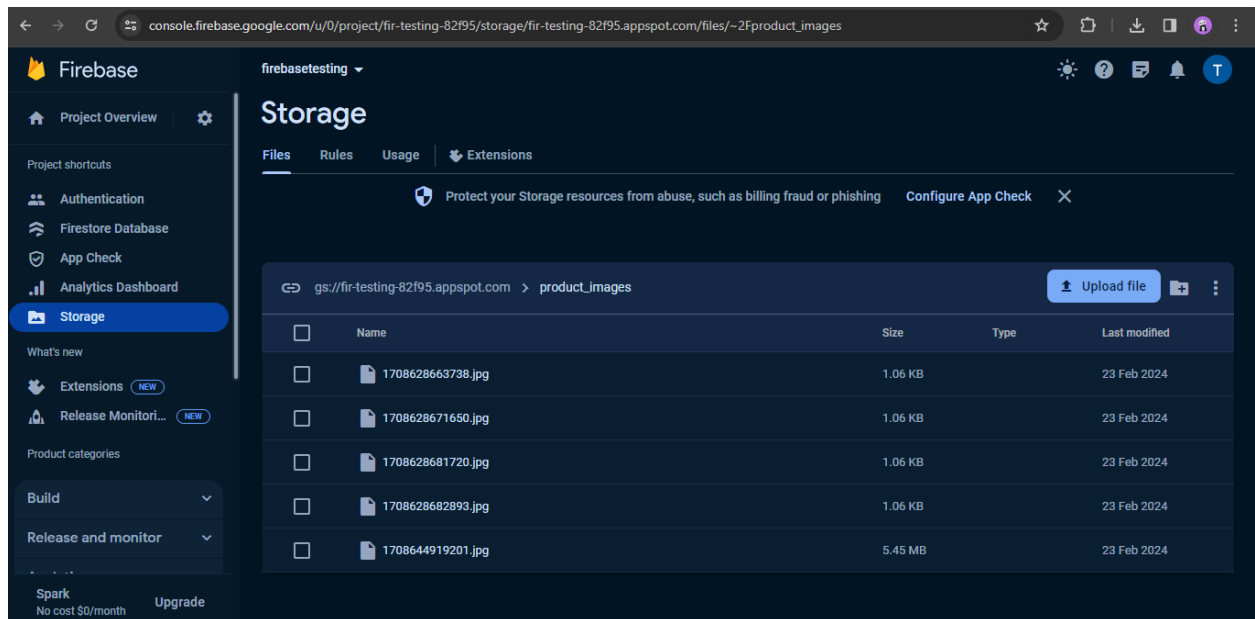 console.firebase.google.com/u/0/project/fir-testing-82f95/storage/fir-testing-82f95.appspot.com/files/~2Fproduct_images
Firebase
firebasetesting
T
Project Overview
Storage
Project shortcuts
Files Rules Usage Extensions
Authentication
Protect your Storage resources from abuse, such as billing fraud or phishing Configure App Check
Firestore Database
App Check
Analytics Dashboard
gs://fir-testing-82f95.appspot.com > product_images Upload file
Storage
Name Size Type Last modified
What's new
1708628663738.jpg 1.06 KB 23 Feb 2024
Extensions NEW
Release Monitori... NEW
1708628671650.jpg 1.06 KB 23 Feb 2024
Product categories
1708628681720.jpg 1.06 KB 23 Feb 2024
Build
1708628682893.jpg 1.06 KB 23 Feb 2024
Release and monitor
1708644919201.jpg 5.45 MB 23 Feb 2024
Spark
No cost $0/month
Upgrade